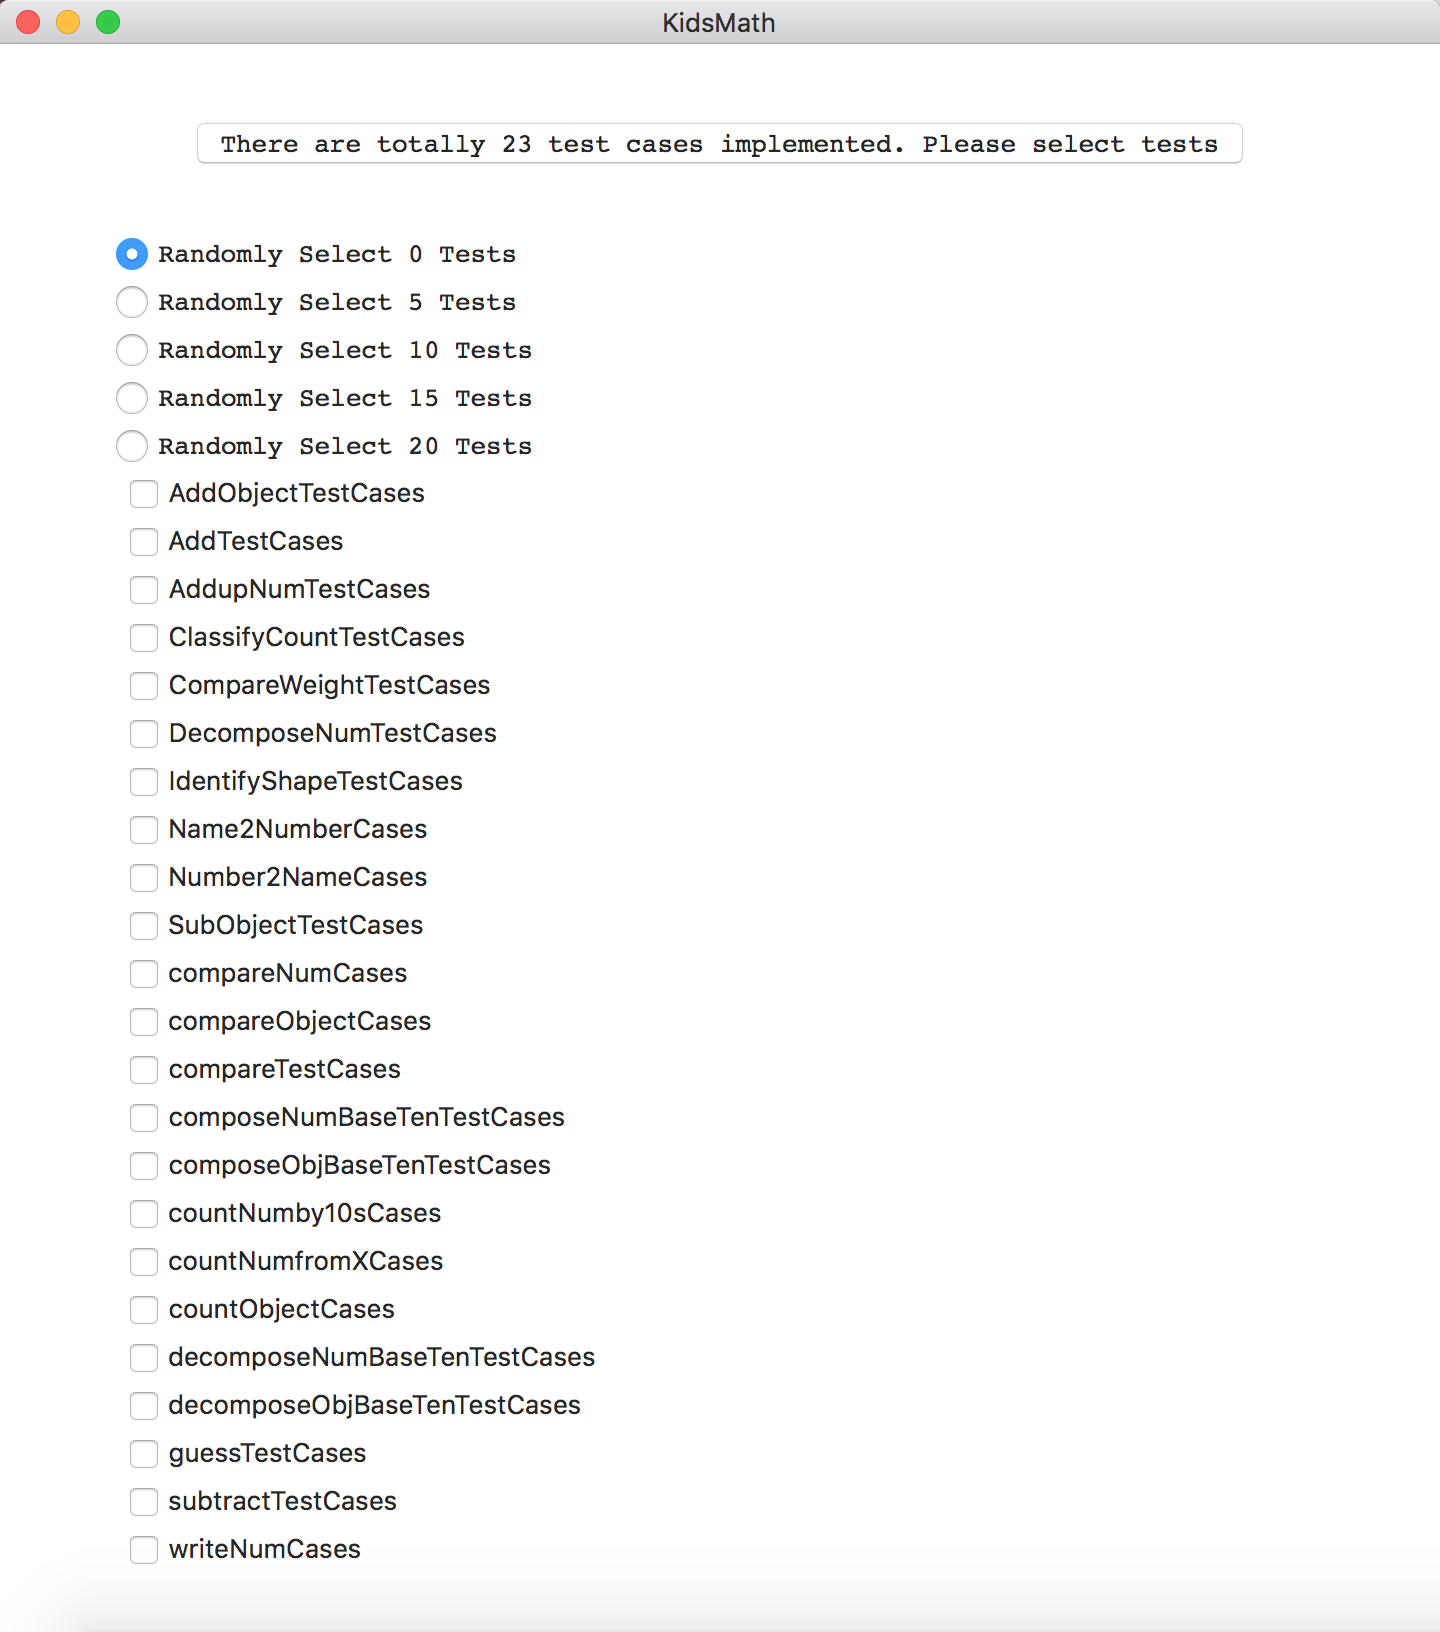 KidsMath
There are totally 23 test cases implemented. Please select tests
Randomly Select 0 Tests
Randomly Select 5 Tests
Randomly Select 10 Tests
Randomly Select 15 Tests
Randomly Select 20 Tests
AddObjectTestCases
AddTestCases
AddupNumTestCases
ClassifyCountTestCases
CompareWeightTestCases
DecomposeNumTestCases
IdentifyShapeTestCases
Name2NumberCases
Number2NameCases
SubObjectTestCases
compareNumCases
compareObjectCases
compareTestCases
composeNumBaseTenTestCases
composeObjBaseTenTestCases
countNumby10sCases
countNumfromXCases
countObjectCases
decomposeNumBaseTenTestCases
decomposeObjBaseTenTestCases
guessTestCases
subtractTestCases
writeNumCases